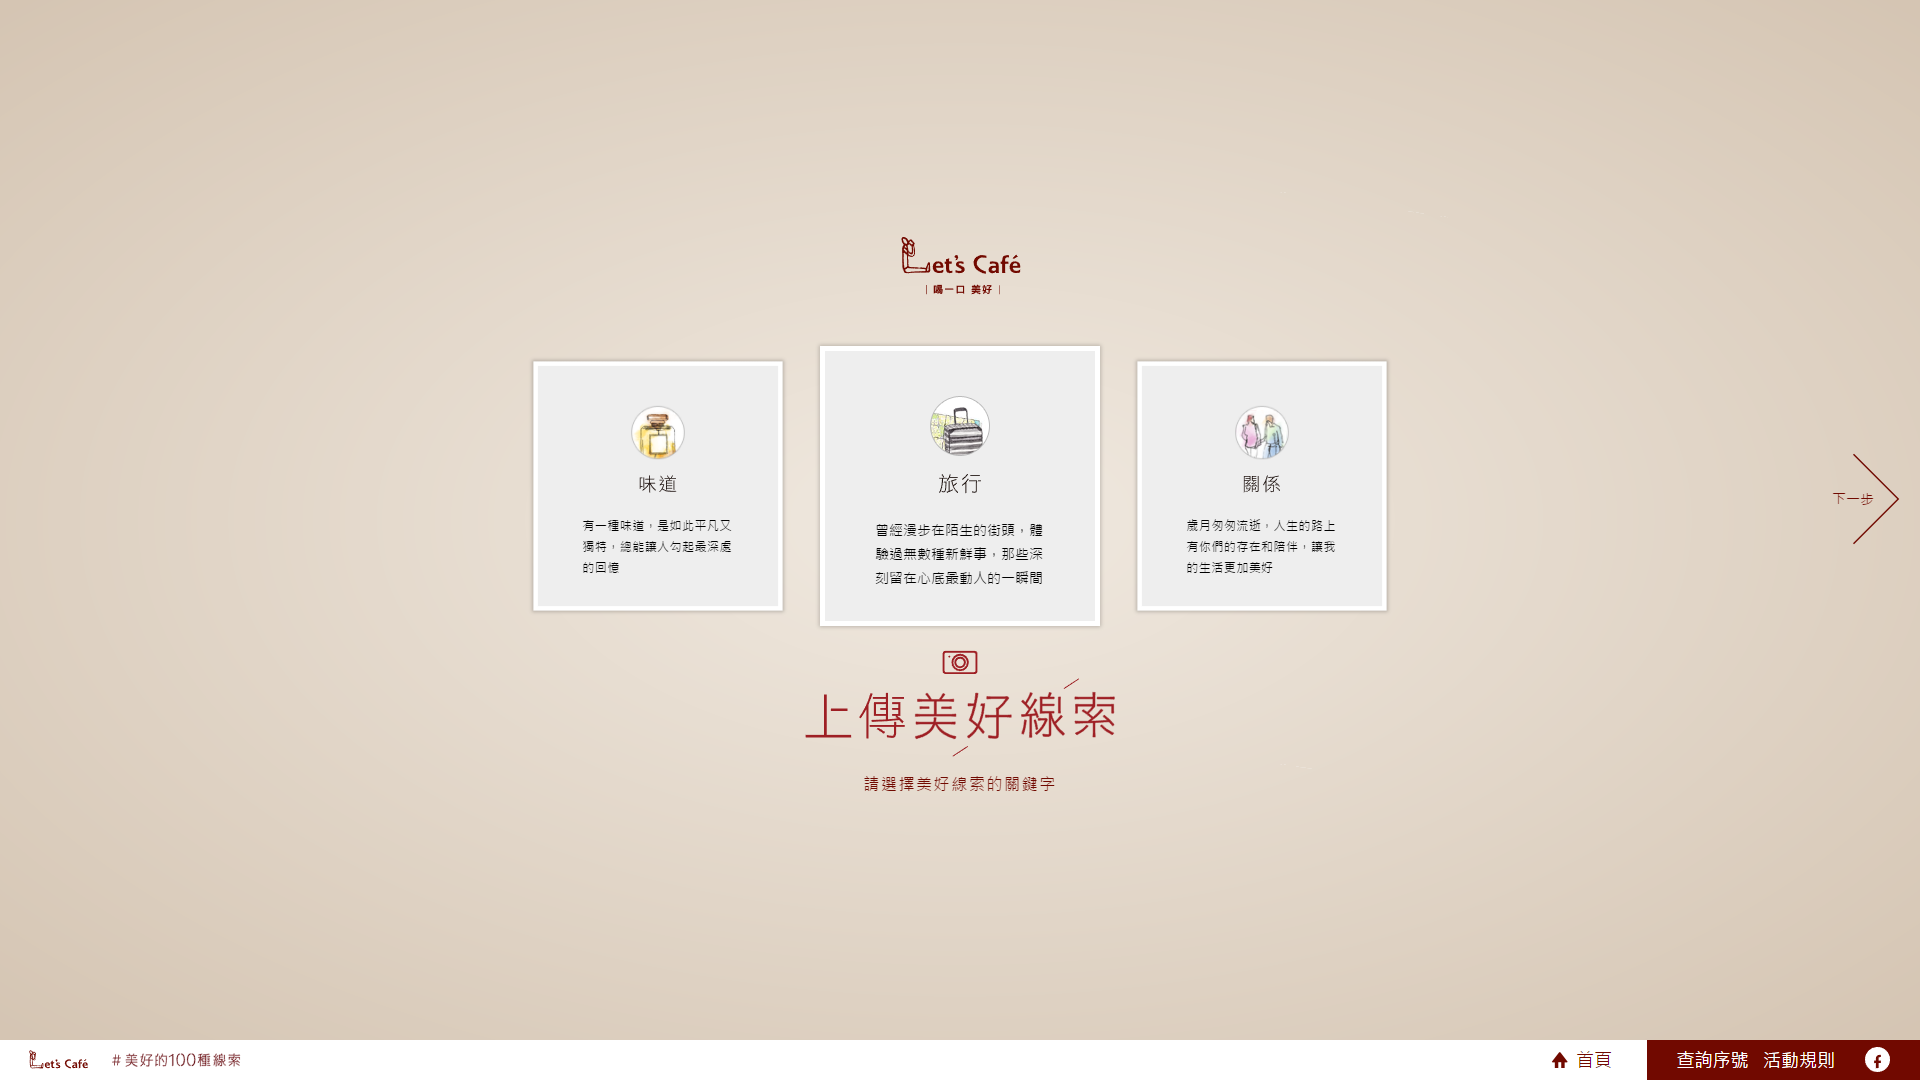 Let's Café
| 喝一口 美好 |
味道
有一種味道，是如此平凡又
獨特，總能讓人勾起最深處
的回憶
旅行
曾經漫步在陌生的街頭，體
驗過無數種新鮮事，那些深
刻留在心底最動人的一瞬間
關係
歲月匆匆流逝，人生的路上
有你們的存在和陪伴，讓我
的生活更加美好
下一步
上傳美好線索
請選擇美好線索的關鍵字
Let's Café
#美好的100種線索
首頁
查詢序號 活動規則